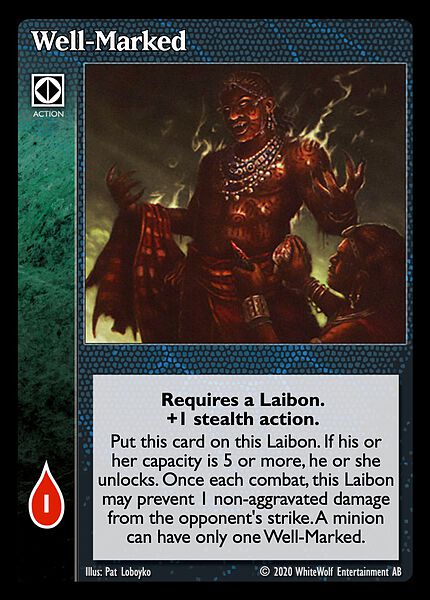 Well-Marked
ACTION
Requires a Laibon.
+1 stealth action.
Put this card on this Laibon. If his or
her capacity is 5 or more, he or she
unlocks. Once each combat, this Laibon
may prevent 1 non-aggravated damage
from the opponent's strike. A minion
can have only one Well-Marked.
1
Illus: Pat Loboyko © 2020 WhiteWolf Entertainment AB